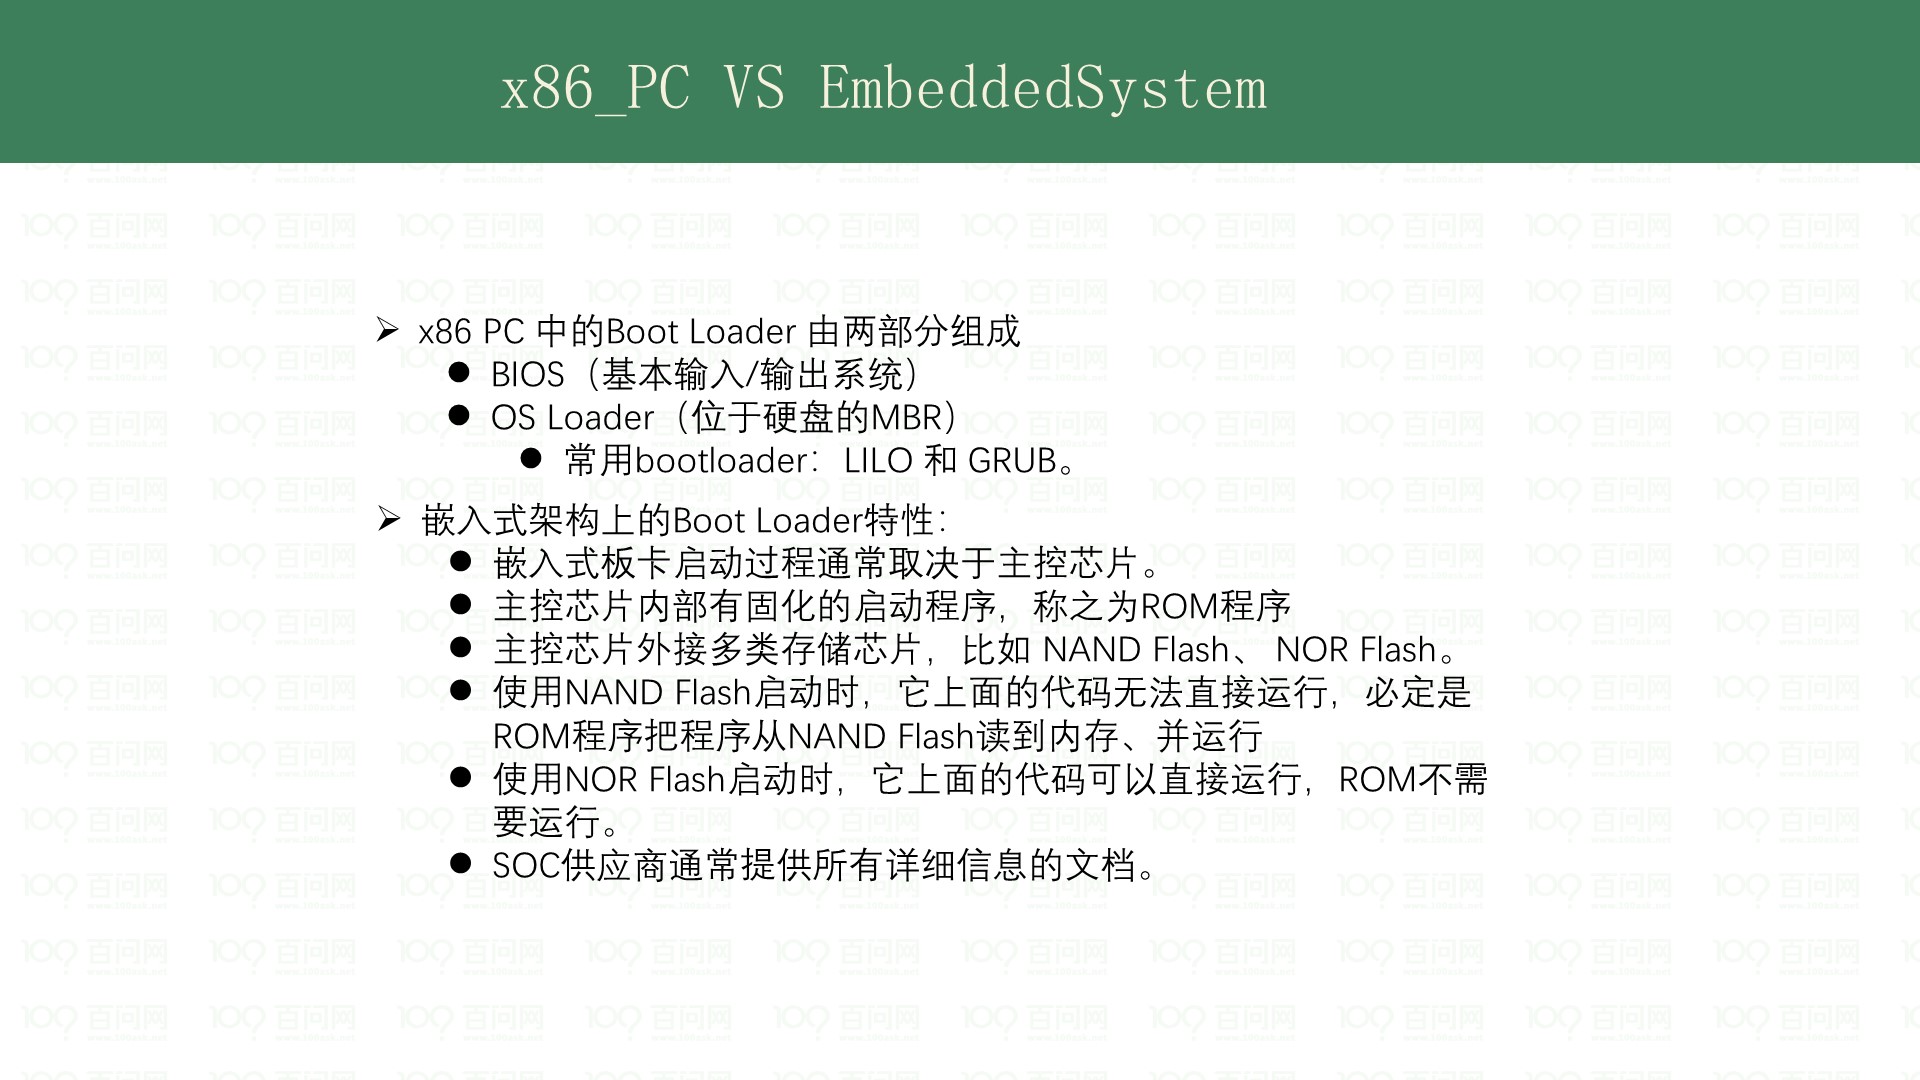 x86_PC VS EmbeddedSystem
➢ x86 PC 中的Boot Loader 由两部分组成
● BIOS（基本输入/输出系统）
● OS Loader（位于硬盘的MBR）
● 常用bootloader：LILO 和 GRUB。
➢ 嵌入式架构上的Boot Loader特性：
● 嵌入式板卡启动过程通常取决于主控芯片。
● 主控芯片内部有固化的启动程序，称之为ROM程序
● 主控芯片外接多类存储芯片，比如 NAND Flash、 NOR Flash。
● 使用NAND Flash启动时，它上面的代码无法直接运行，必定是
ROM程序把程序从NAND Flash读到内存、并运行
● 使用NOR Flash启动时，它上面的代码可以直接运行，ROM不需
要运行。
● SOC供应商通常提供所有详细信息的文档。
百问网
www.100ask.net